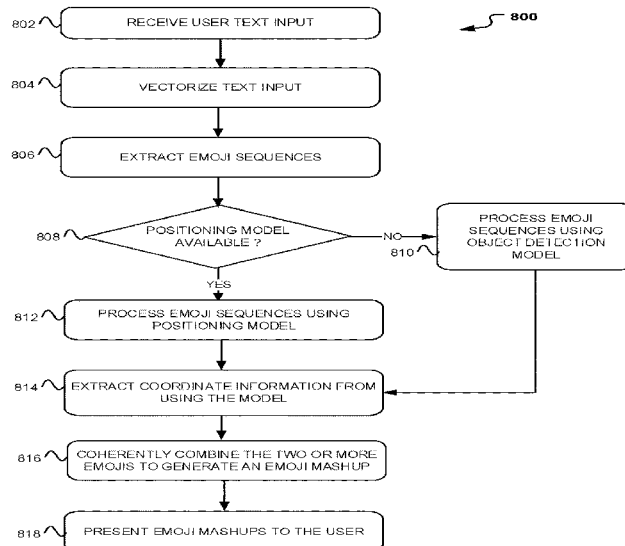 800
802
RECEIVE USER TEXT INPUT
804
VECTORIZE TEXT INPUT
806
EXTRACT EMOJI SEQUENCES
808
POSITIONING MODEL
AVAILABLE ?
NO
810
PROCESS EMOJI
SEQUENCES USING
OBJECT DETECTION
MODEL
YES
812
PROCESS EMOJI SEQUENCES USING
POSITIONING MODEL
814
EXTRACT COORDINATE INFORMATION FROM
USING THE MODEL
816
COHERENTLY COMBINE THE TWO OR MORE
EMOJIS TO GENERATE AN EMOJI MASHUP
818
PRESENT EMOJI MASHUPS TO THE USER